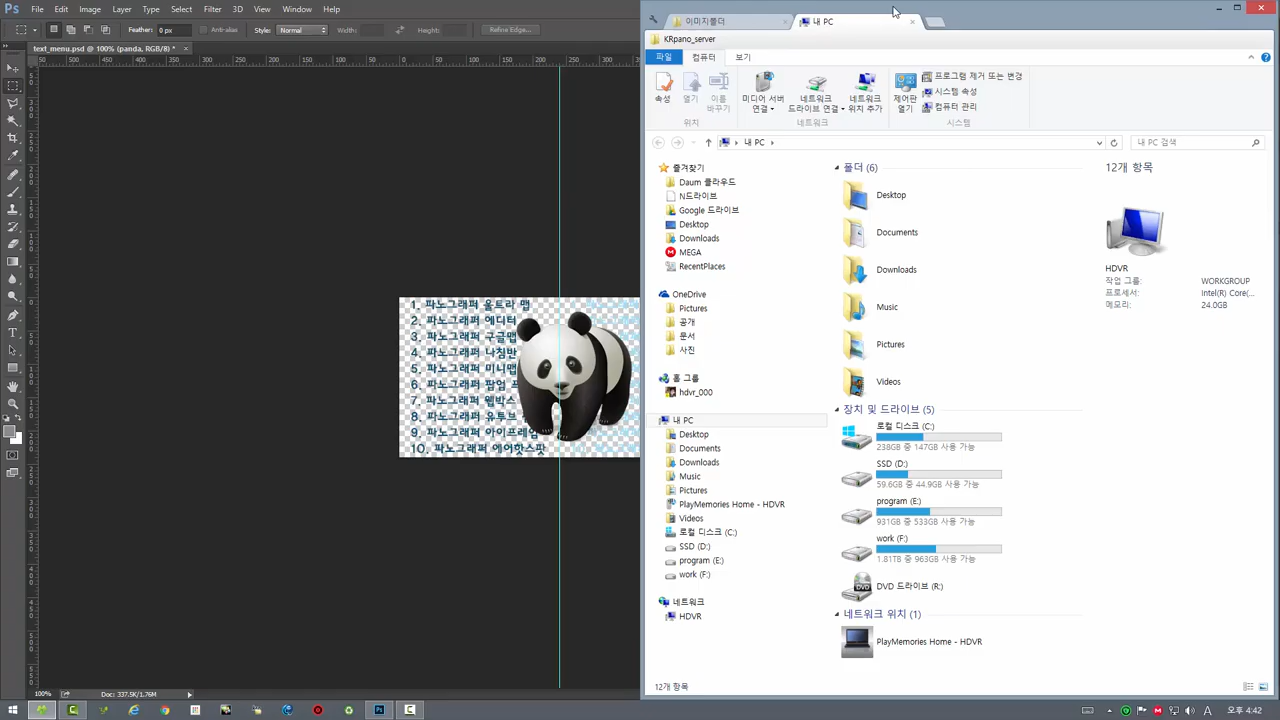 Ps File Edit Image Layer Type Select Filter 3D View Window Help
Feather: 0 px Anti-alias Style: Normal Width: Height: Refine Edge...
text_menu.psd @ 100% (panda, RGB/8) *
1. 파노그래퍼 울트라 맵
2. 파노그래퍼 에디터
3. 파노그래퍼 구글맵
4. 파노그래퍼 나침반
5. 파노그래퍼 미니맵
6. 파노그래퍼 팝업
7. 파노그래퍼 웹박스
8. 파노그래퍼 유튜브
9. 파노그래퍼 아이프레임
10. 파노그래퍼 에어핫스팟
100% Doc: 337.5K/1.76M
이미지폴더 내 PC
KRpano_server
파일 컴퓨터 보기
속성 열기 이름 바꾸기 미디어 서버 연결 네트워크 드라이브 연결 네트워크 위치 추가 제어판 열기
프로그램 제거 또는 변경
시스템 속성
컴퓨터 관리
위치 네트워크 시스템
내 PC 내 PC 검색
즐겨찾기
Daum 클라우드
N드라이브
Google 드라이브
Desktop
Downloads
MEGA
RecentPlaces
OneDrive
Pictures
공개
문서
사진
홈 그룹
hdvr_000
내 PC
Desktop
Documents
Downloads
Music
Pictures
PlayMemories Home - HDVR
Videos
로컬 디스크 (C:)
SSD (D:)
program (E:)
work (F:)
네트워크
HDVR
폴더 (6)
Desktop
Documents
Downloads
Music
Pictures
Videos
장치 및 드라이브 (5)
로컬 디스크 (C:)
238GB 중 147GB 사용 가능
SSD (D:)
59.6GB 중 44.9GB 사용 가능
program (E:)
931GB 중 533GB 사용 가능
work (F:)
1.81TB 중 963GB 사용 가능
DVD 드라이브 (R:)
네트워크 위치 (1)
PlayMemories Home - HDVR
12개 항목
HDVR
작업 그룹: WORKGROUP
프로세서: Intel(R) Core(...
메모리: 24.0GB
12개 항목
A 오후 4:42